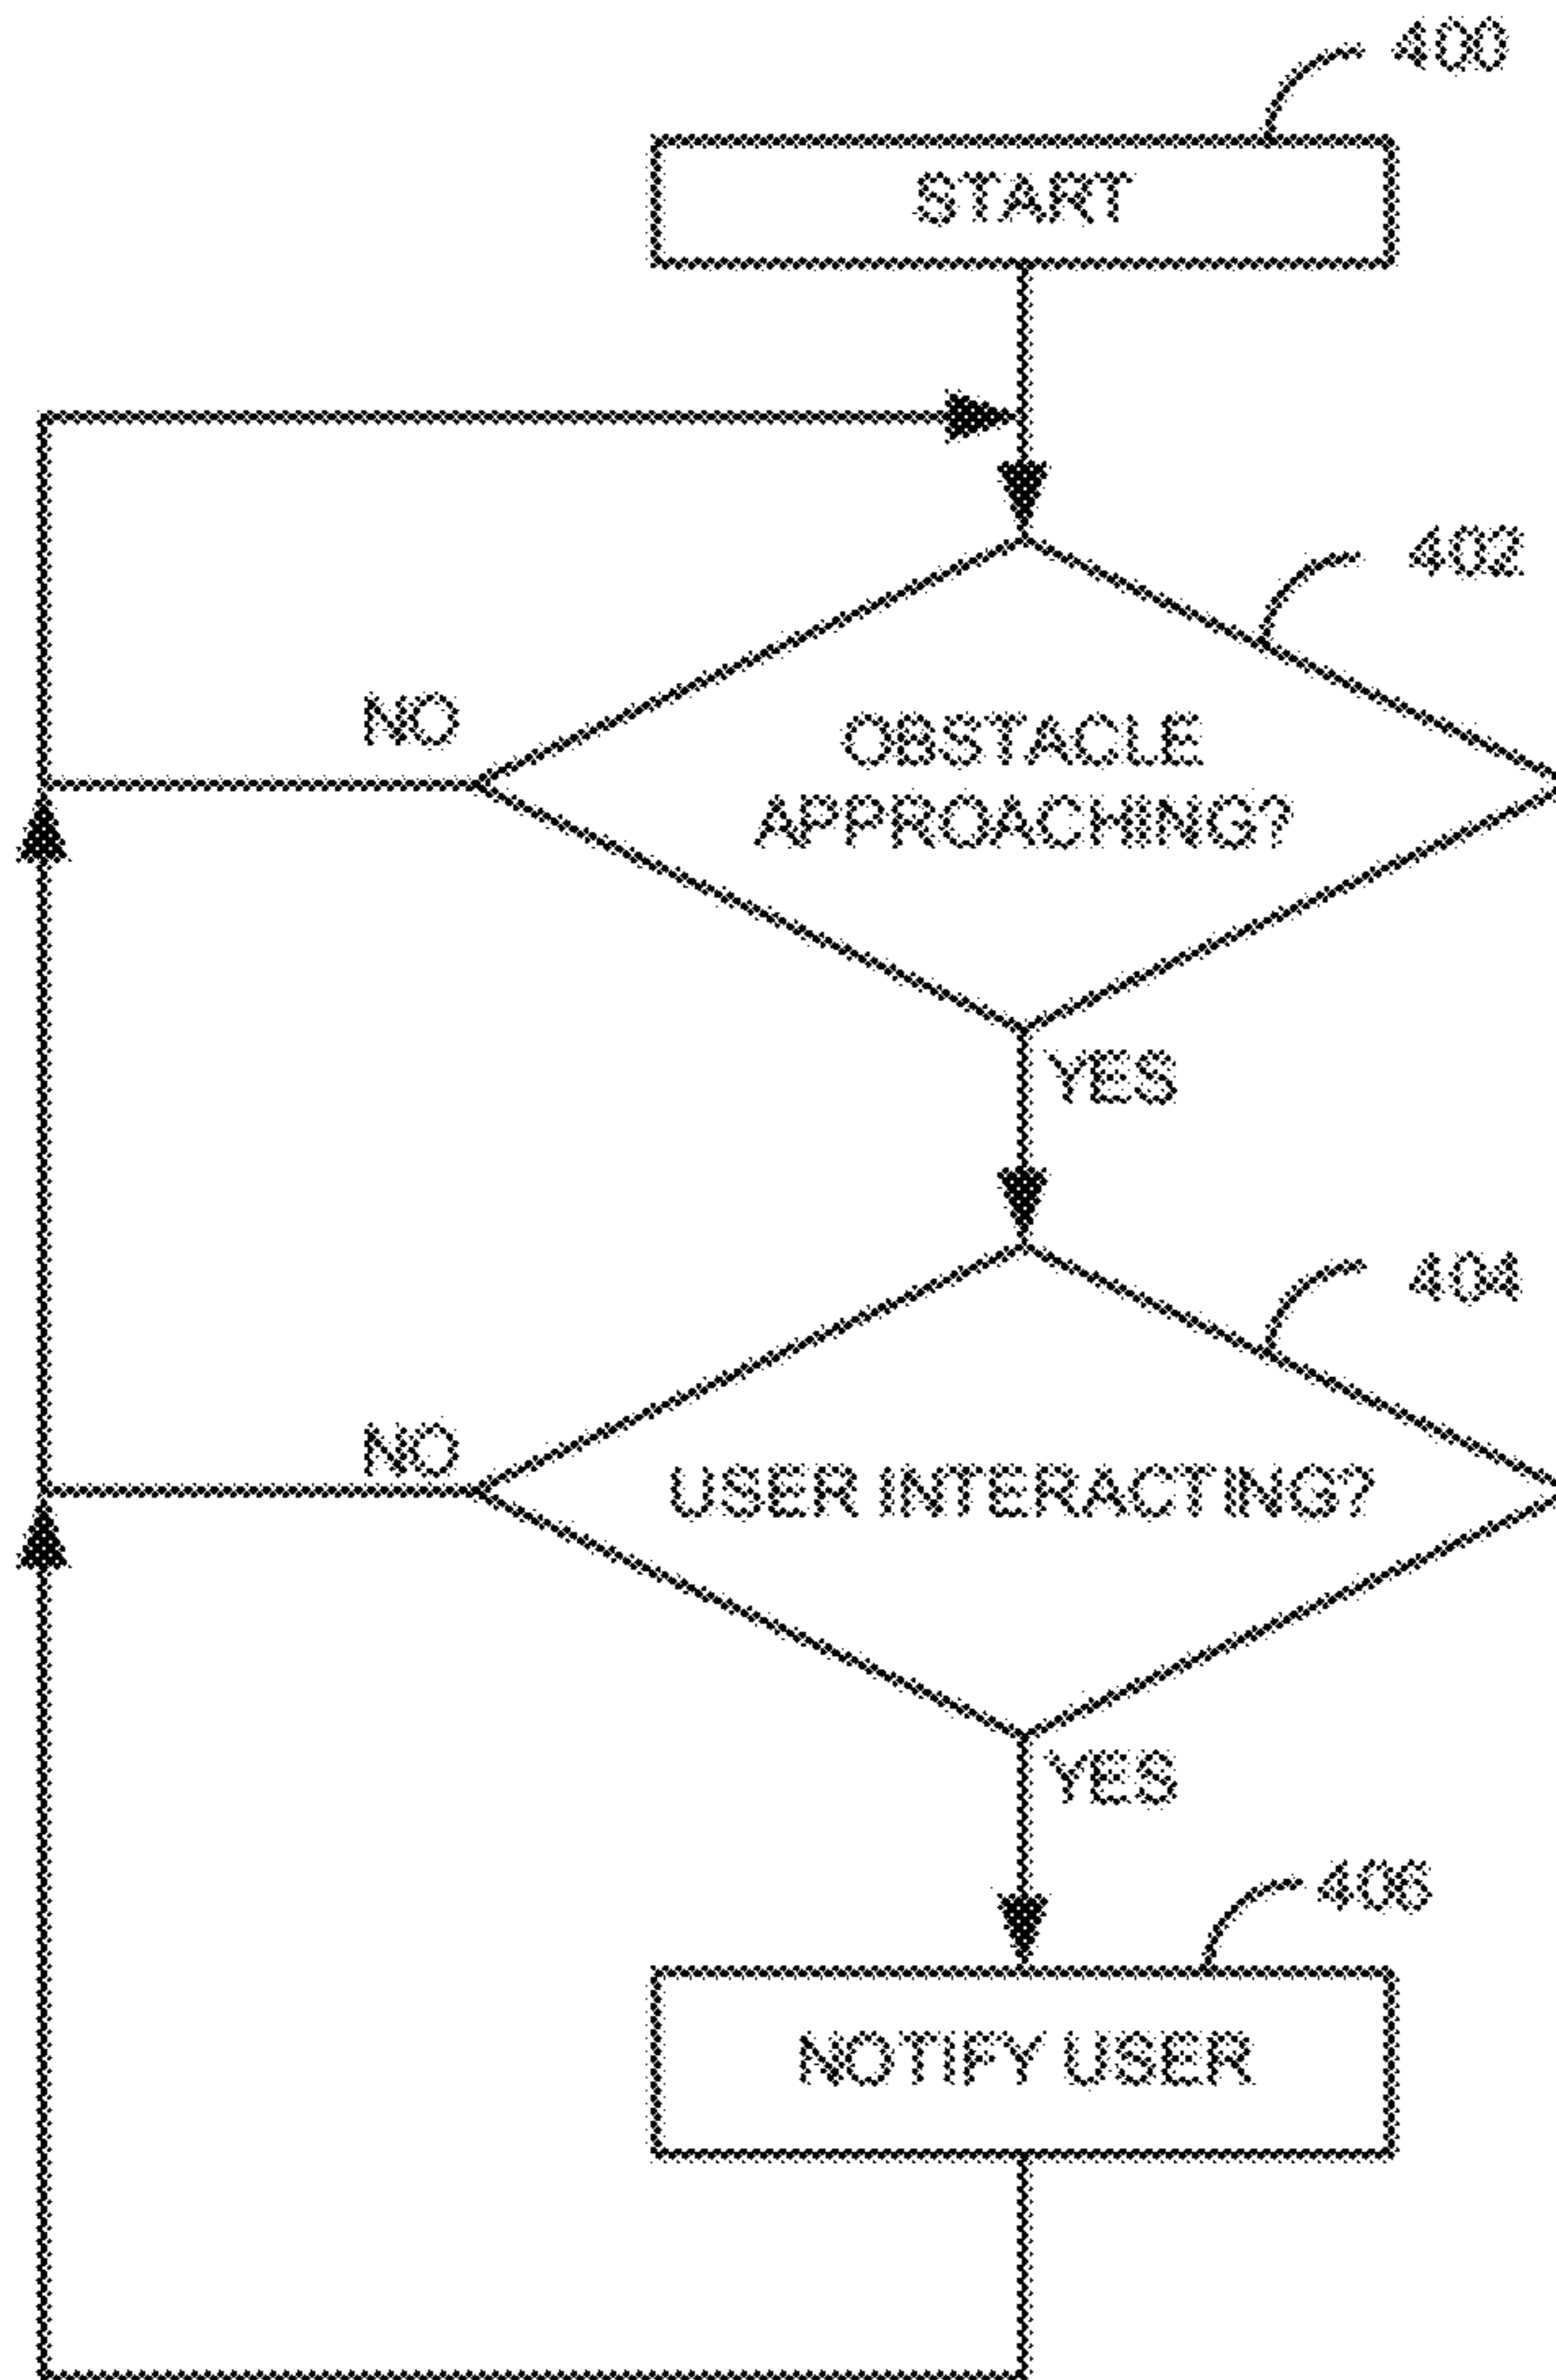 400
START
402
NO
OBSTACLE
APPROACHING?
YES
404
NO
USER INTERACTING?
YES
406
NOTIFY USER